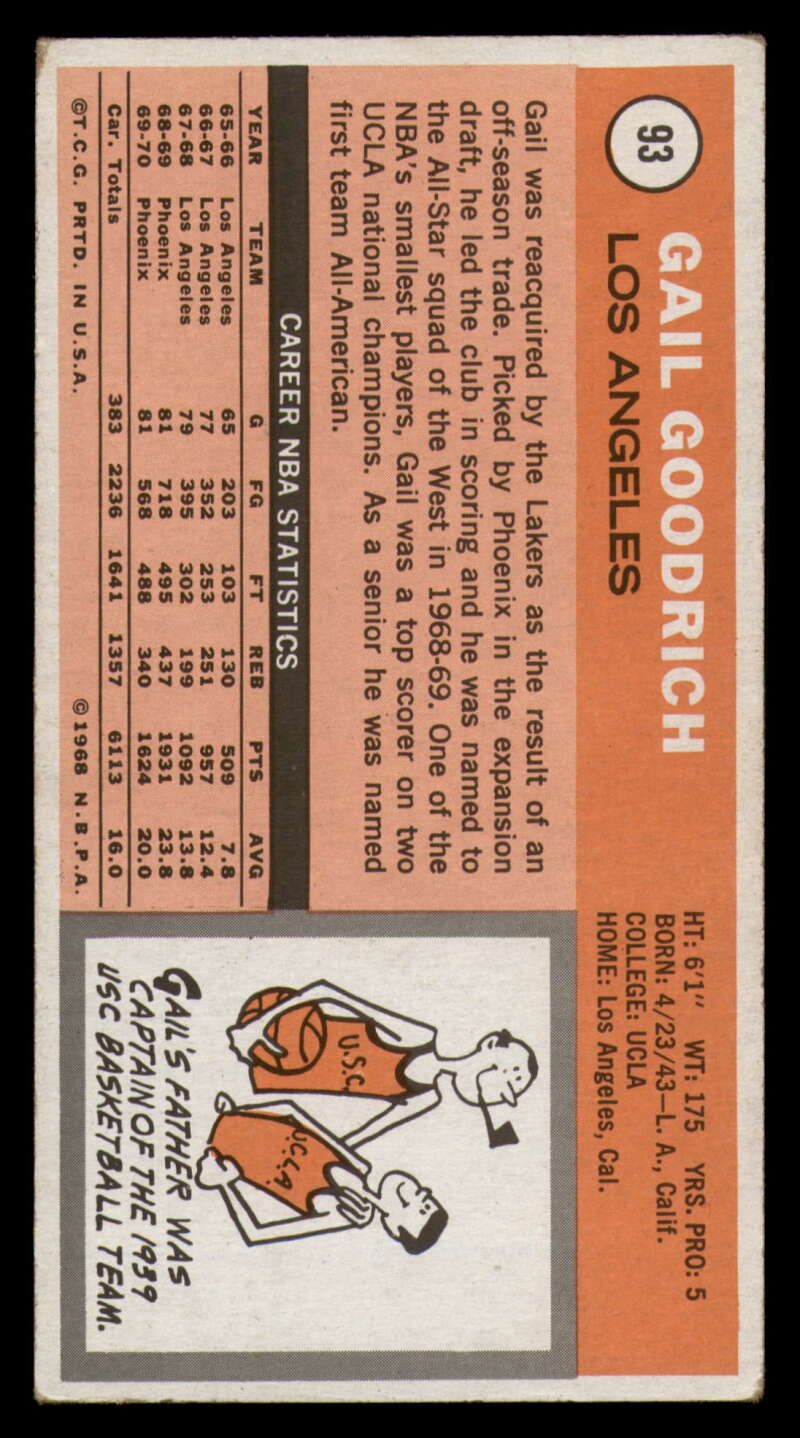 93
GAIL GOODRICH
LOS ANGELES
HT: 6'1" WT: 175 YRS. PRO: 5
BORN: 4/23/43—L. A., Calif.
COLLEGE: UCLA
HOME: Los Angeles, Cal.
Gail was reacquired by the Lakers as the result of an
off-season trade. Picked by Phoenix in the expansion
draft, he led the club in scoring and he was named to
the All-Star squad of the West in 1968-69. One of the
NBA's smallest players, Gail was a top scorer on two
UCLA national champions. As a senior he was named
first team All-American.
CAREER NBA STATISTICS
YEAR TEAM G FG FT REB PTS AVG
65-66 Los Angeles 65 203 103 130 509 7.8
66-67 Los Angeles 77 352 253 251 957 12.4
67-68 Los Angeles 79 395 302 199 1092 13.8
68-69 Phoenix 81 718 495 437 1931 23.8
69-70 Phoenix 81 568 488 340 1624 20.0
Car. Totals 383 2236 1641 1357 6113 16.0
©T.C.G. PRTD. IN U.S.A. ©1968 N.B.P.A.
U.S.C.
U.C.L.A.
GAIL'S FATHER WAS
CAPTAIN OF THE 1939
USC BASKETBALL TEAM.